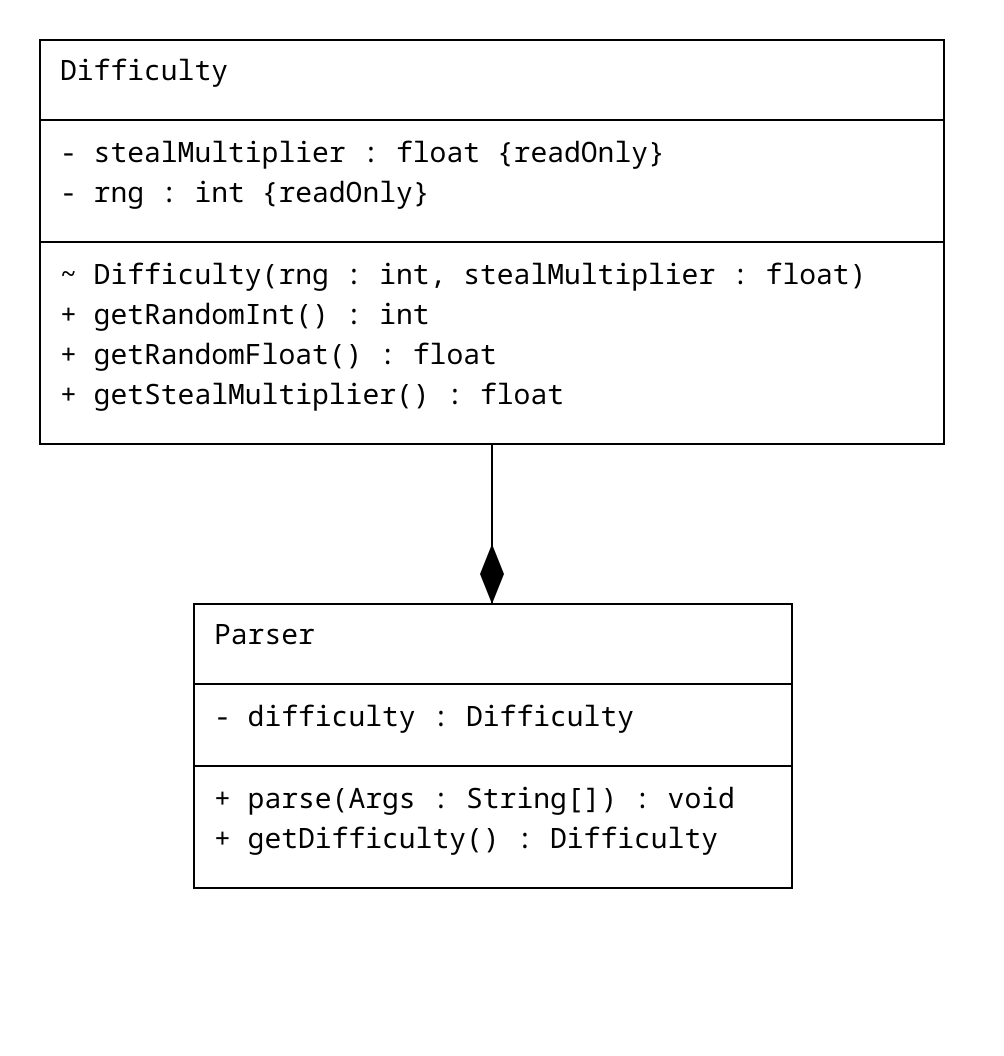 Difficulty
- stealMultiplier : float {readOnly}
- rng : int {readOnly}
~ Difficulty(rng : int, stealMultiplier : float)
+ getRandomInt() : int
+ getRandomFloat() : float
+ getStealMultiplier() : float
Parser
- difficulty : Difficulty
+ parse(Args : String[]) : void
+ getDifficulty() : Difficulty